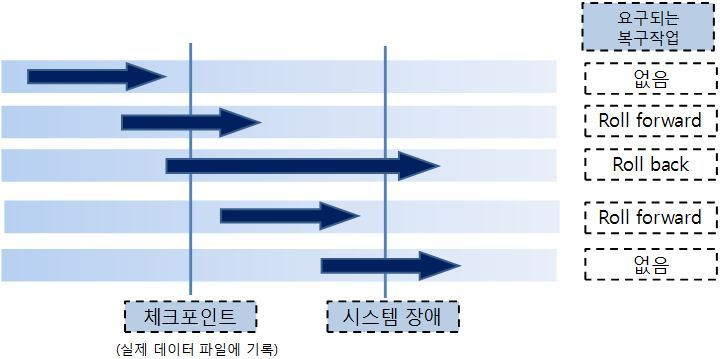 요구되는
복구작업
없음
Roll forward
Roll back
Roll forward
없음
체크포인트
시스템 장애
(실제 데이터 파일에 기록)